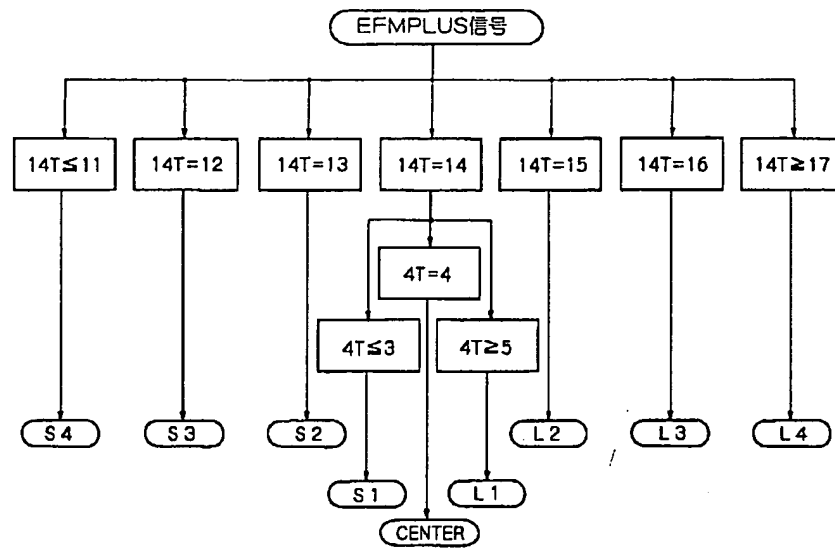 EFMPLUS信号
14T≦11
14T=12
14T=13
14T=14
14T=15
14T=16
14T≧17
4T=4
4T≦3
4T≧5
S4
S3
S2
L2
L3
L4
S1
L1
CENTER